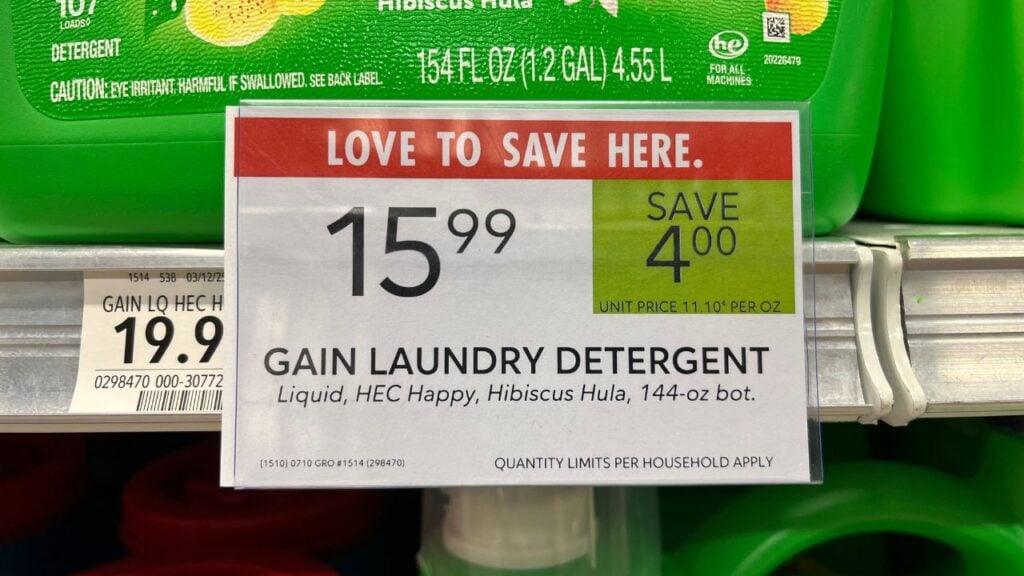 107
LOADS◊
Hibiscus Hula
DETERGENT
CAUTION: EYE IRRITANT. HARMFUL IF SWALLOWED. SEE BACK LABEL
154 FL OZ (1.2 GAL) 4.55 L
he
FOR ALL
MACHINES
20226479
LOVE TO SAVE HERE.
15 99
SAVE
4 00
UNIT PRICE 11.10¢ PER OZ
GAIN LAUNDRY DETERGENT
Liquid, HEC Happy, Hibiscus Hula, 144-oz bot.
(1510) 0710 GRO #1514 (298470)
QUANTITY LIMITS PER HOUSEHOLD APPLY
1514 538 03/12/2
GAIN LQ HEC H
19.9
0298470 000-30772